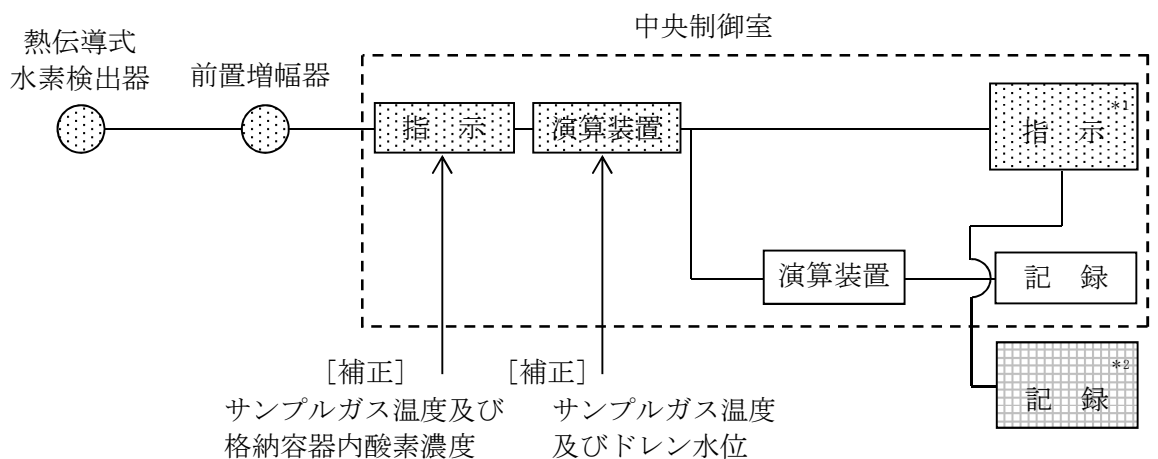 中央制御室
熱伝導式
水素検出器
前置増幅器
指 示
演算装置
指 示 *1
演算装置
記 録
記 録 *2
[補正]
サンプルガス温度及び
格納容器内酸素濃度
[補正]
サンプルガス温度
及びドレン水位